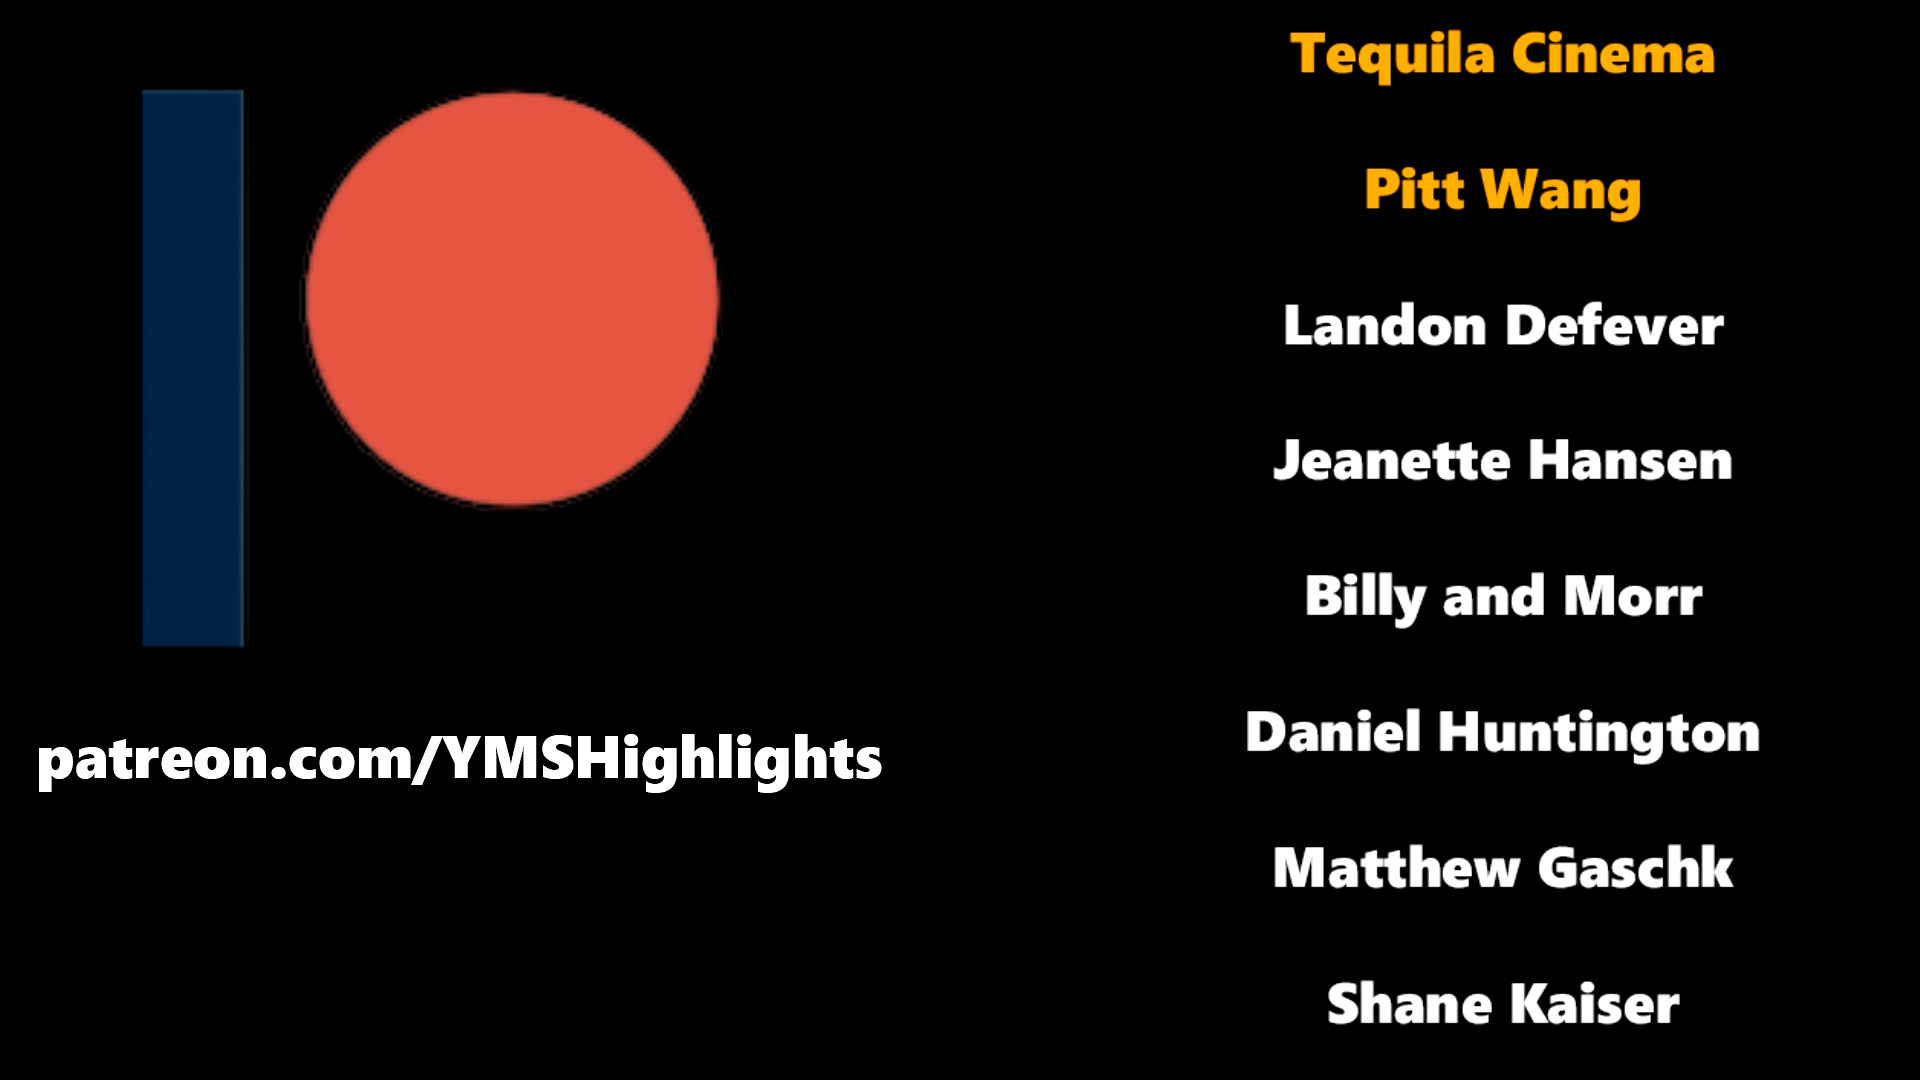 patreon.com/YMSHighlights
Tequila Cinema
Pitt Wang
Landon Defever
Jeanette Hansen
Billy and Morr
Daniel Huntington
Matthew Gaschk
Shane Kaiser